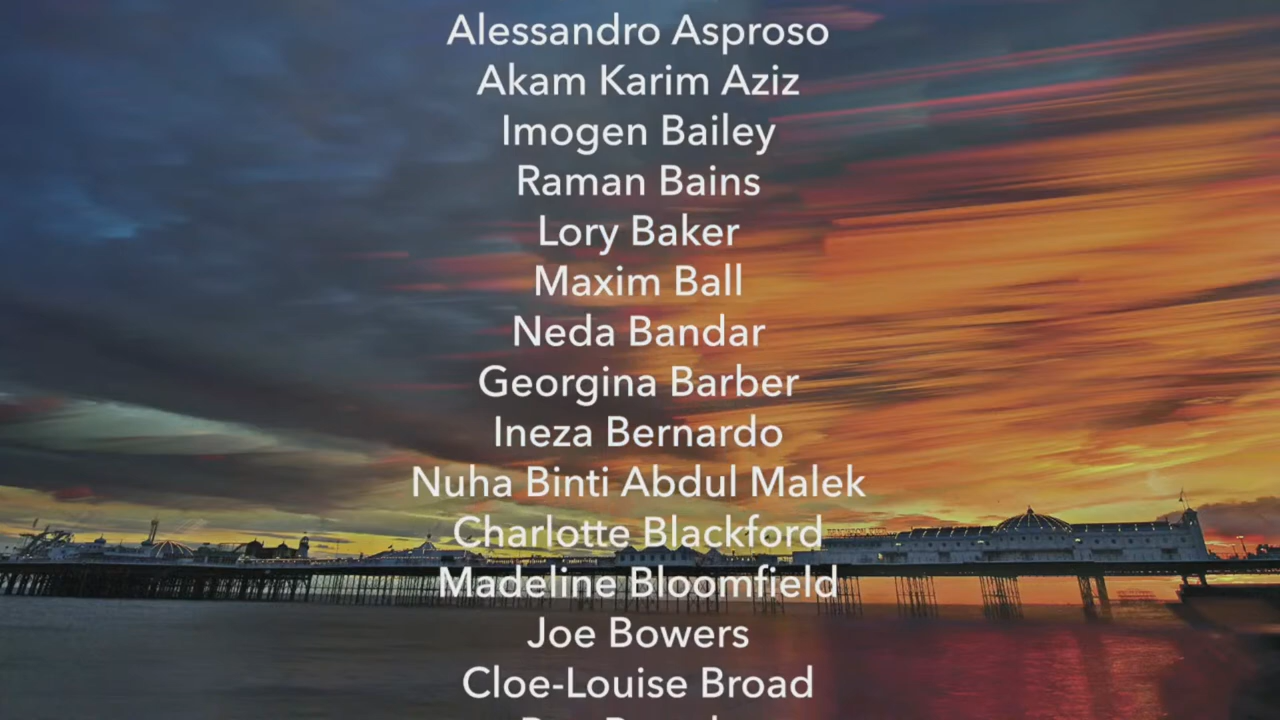 Alessandro Asproso
Akam Karim Aziz
Imogen Bailey
Raman Bains
Lory Baker
Maxim Ball
Neda Bandar
Georgina Barber
Ineza Bernardo
Nuha Binti Abdul Malek
Charlotte Blackford
Madeline Bloomfield
Joe Bowers
Cloe-Louise Broad